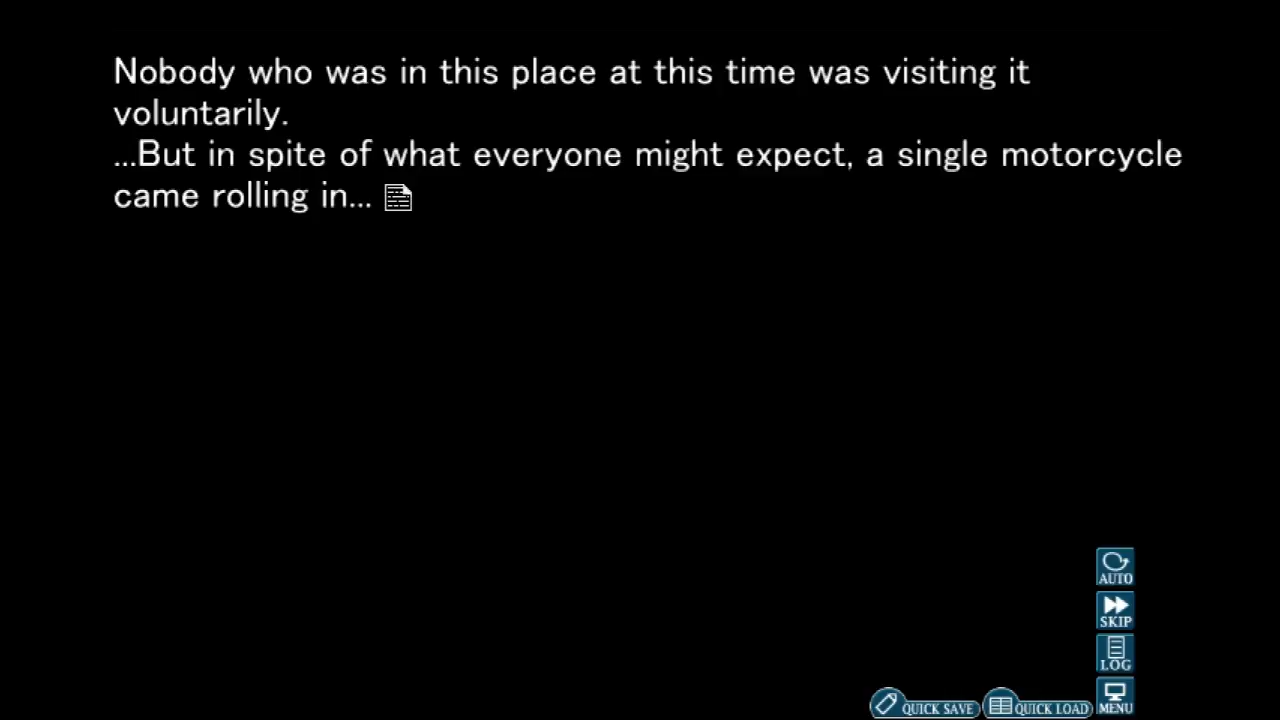 Nobody who was in this place at this time was visiting it
voluntarily.
...But in spite of what everyone might expect, a single motorcycle
came rolling in...
AUTO
SKIP
LOG
QUICK SAVE QUICK LOAD MENU